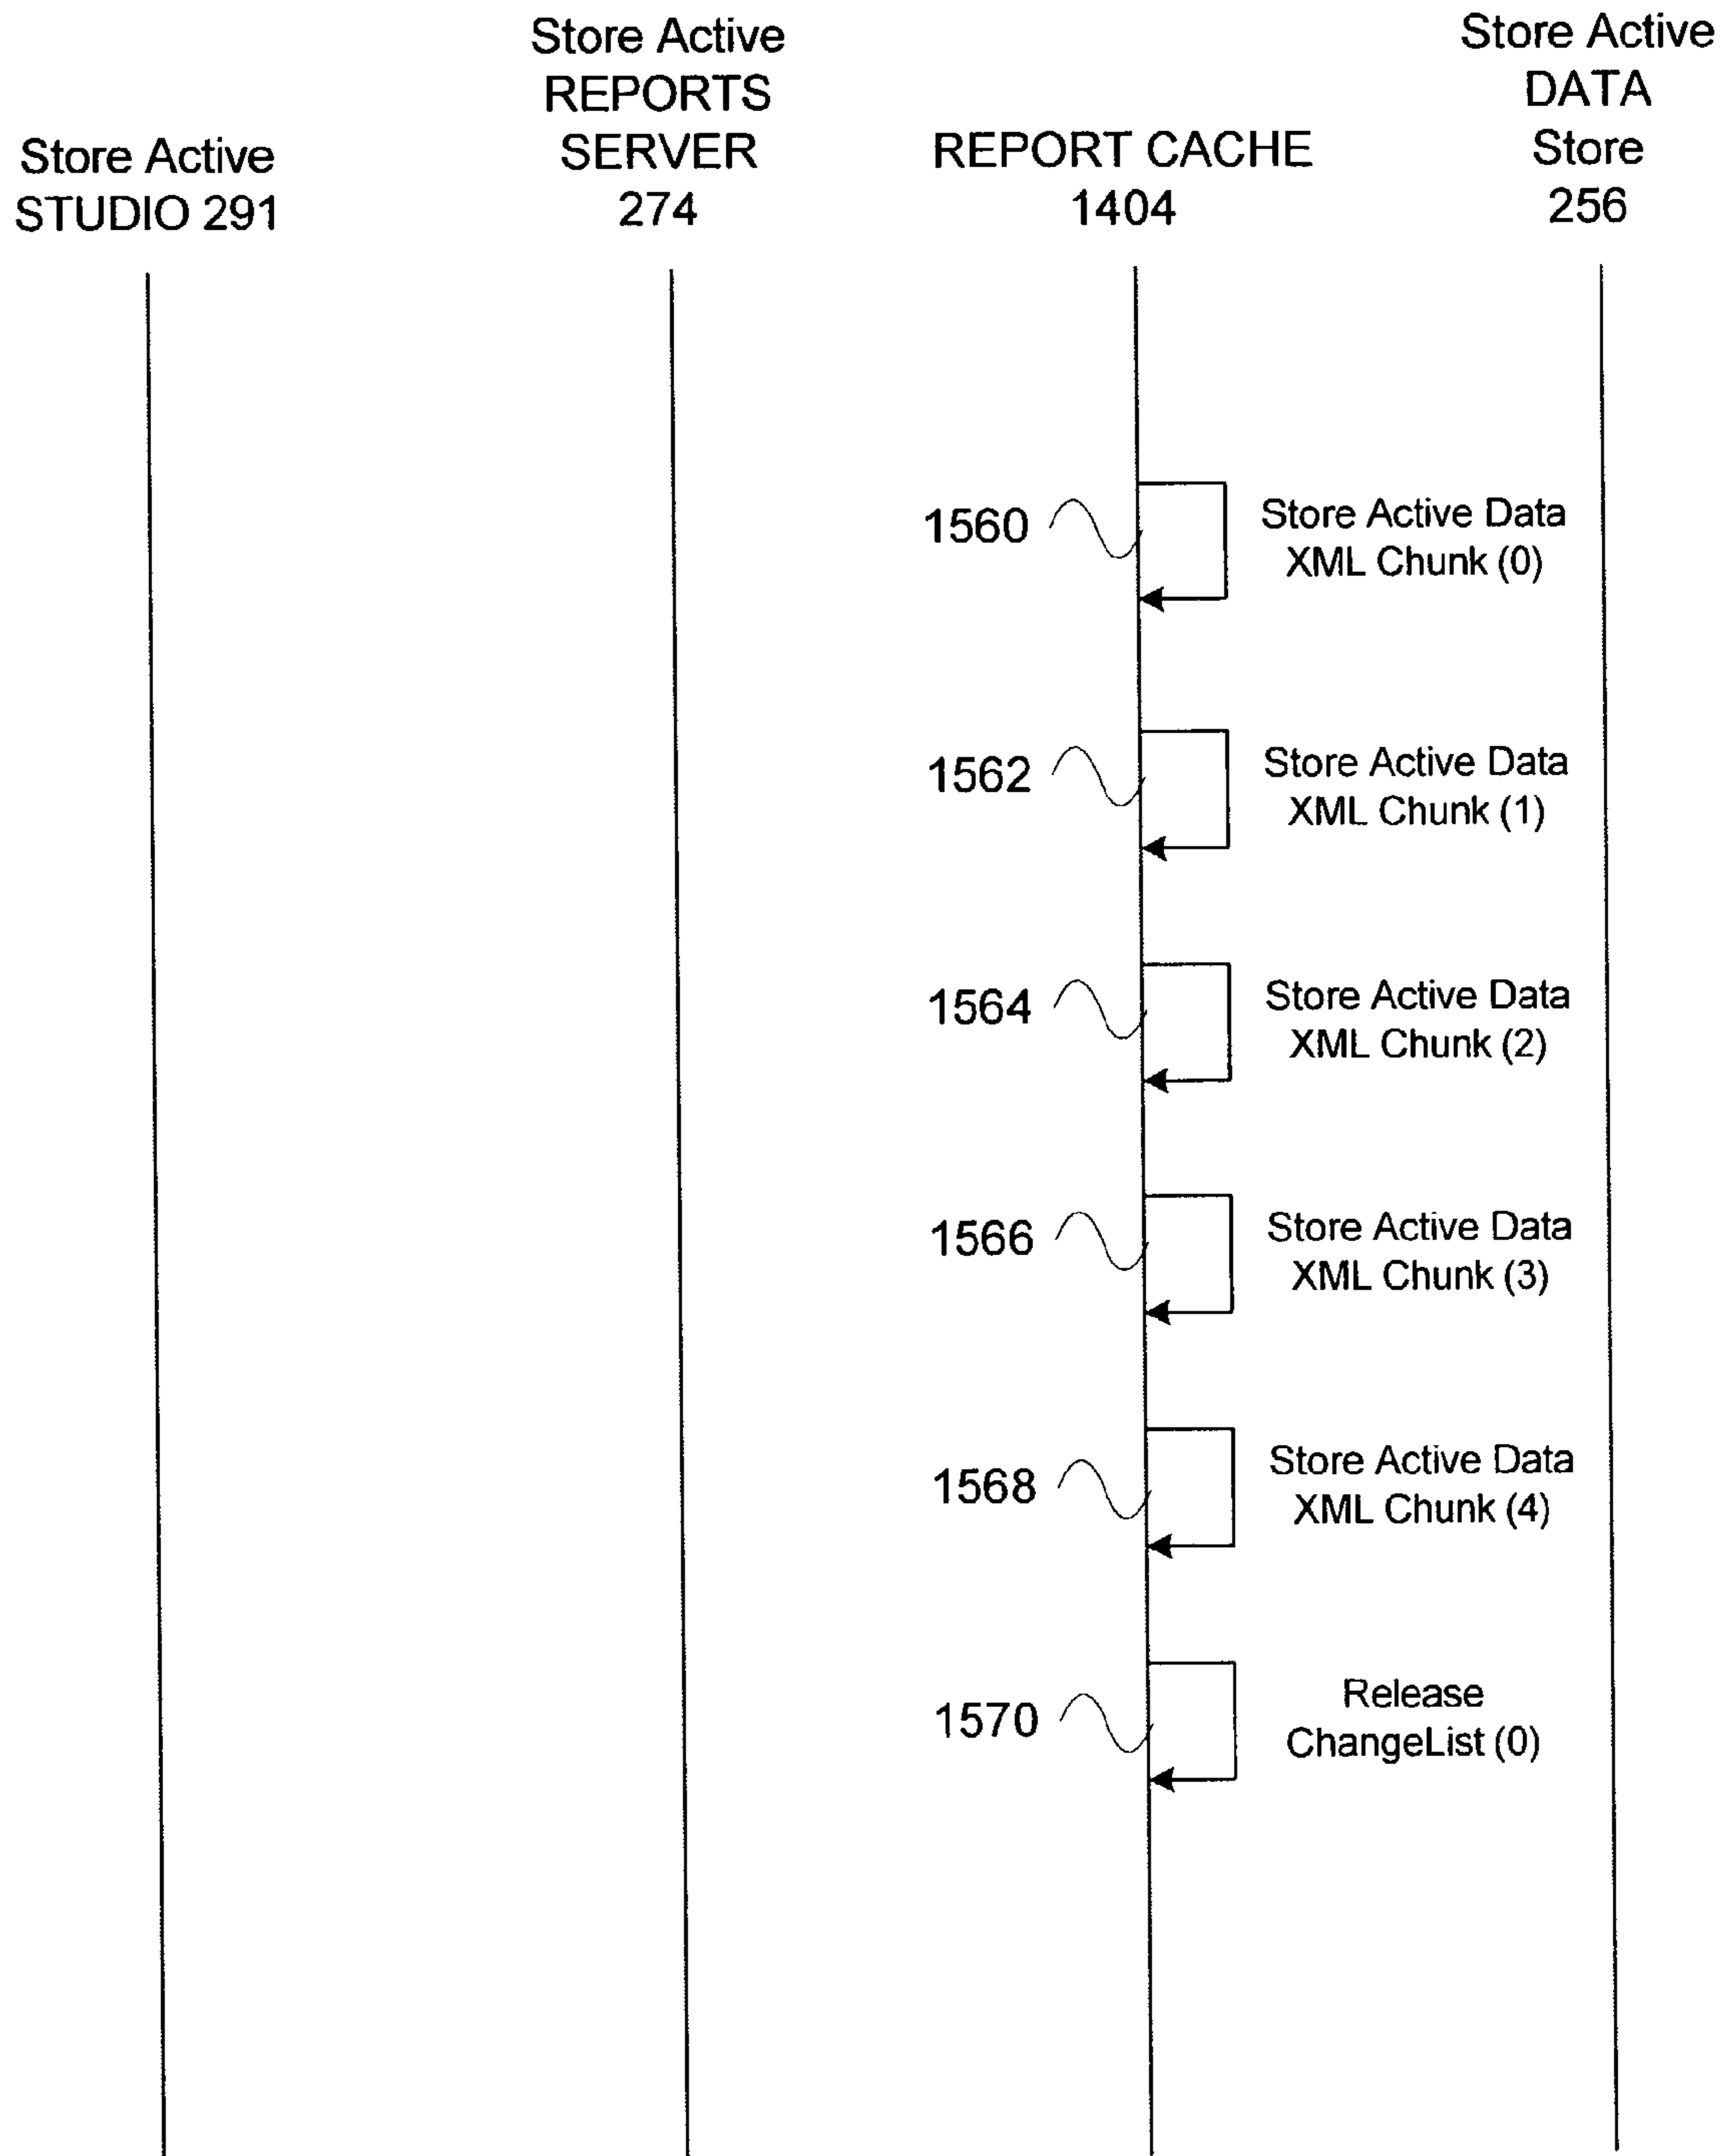 Store Active
STUDIO 291
Store Active
REPORTS
SERVER
274
REPORT CACHE
1404
Store Active
DATA
Store
256
1560
Store Active Data
XML Chunk (0)
1562
Store Active Data
XML Chunk (1)
1564
Store Active Data
XML Chunk (2)
1566
Store Active Data
XML Chunk (3)
1568
Store Active Data
XML Chunk (4)
1570
Release
ChangeList (0)